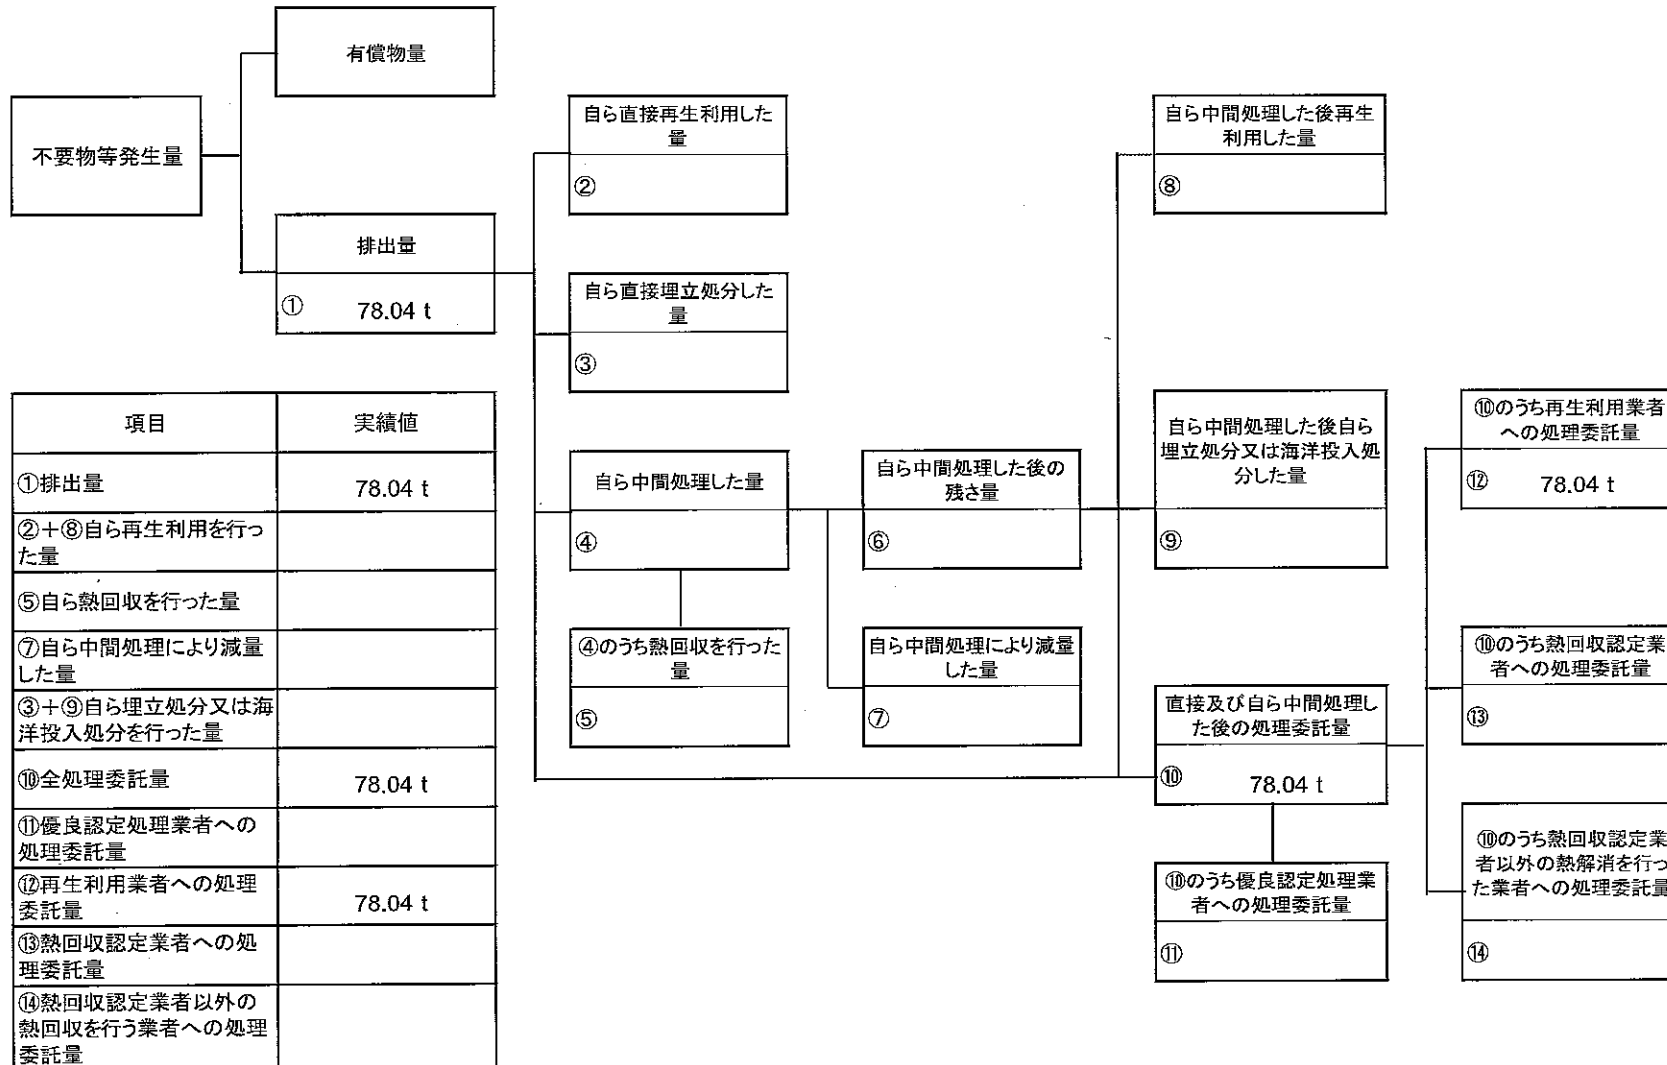 有償物量
不要物等発生量
排出量
① 78.04 t
自ら直接再生利用した
量
②
自ら直接埋立処分した
量
③
自ら中間処理した量
④
④のうち熱回収を行った
量
⑤
自ら中間処理した後の
残さ量
⑥
自ら中間処理により減量
した量
⑦
自ら中間処理した後再生
利用した量
⑧
自ら中間処理した後自ら
埋立処分又は海洋投入処
分した量
⑨
直接及び自ら中間処理し
た後の処理委託量
⑩ 78.04 t
⑩のうち優良認定処理業
者への処理委託量
⑪
⑩のうち再生利用業者
への処理委託量
⑫ 78.04 t
⑩のうち熱回収認定業
者への処理委託量
⑬
⑩のうち熱回収認定業
者以外の熱解消を行っ
た業者への処理委託量
⑭
項目 実績値
①排出量 78.04 t
②+⑧自ら再生利用を行っ
た量
⑤自ら熱回収を行った量
⑦自ら中間処理により減量
した量
③+⑨自ら埋立処分又は海
洋投入処分を行った量
⑩全処理委託量 78.04 t
⑪優良認定処理業者への
処理委託量
⑫再生利用業者への処理
委託量 78.04 t
⑬熱回収認定業者への処
理委託量
⑭熱回収認定業者以外の
熱回収を行う業者への処理
委託量